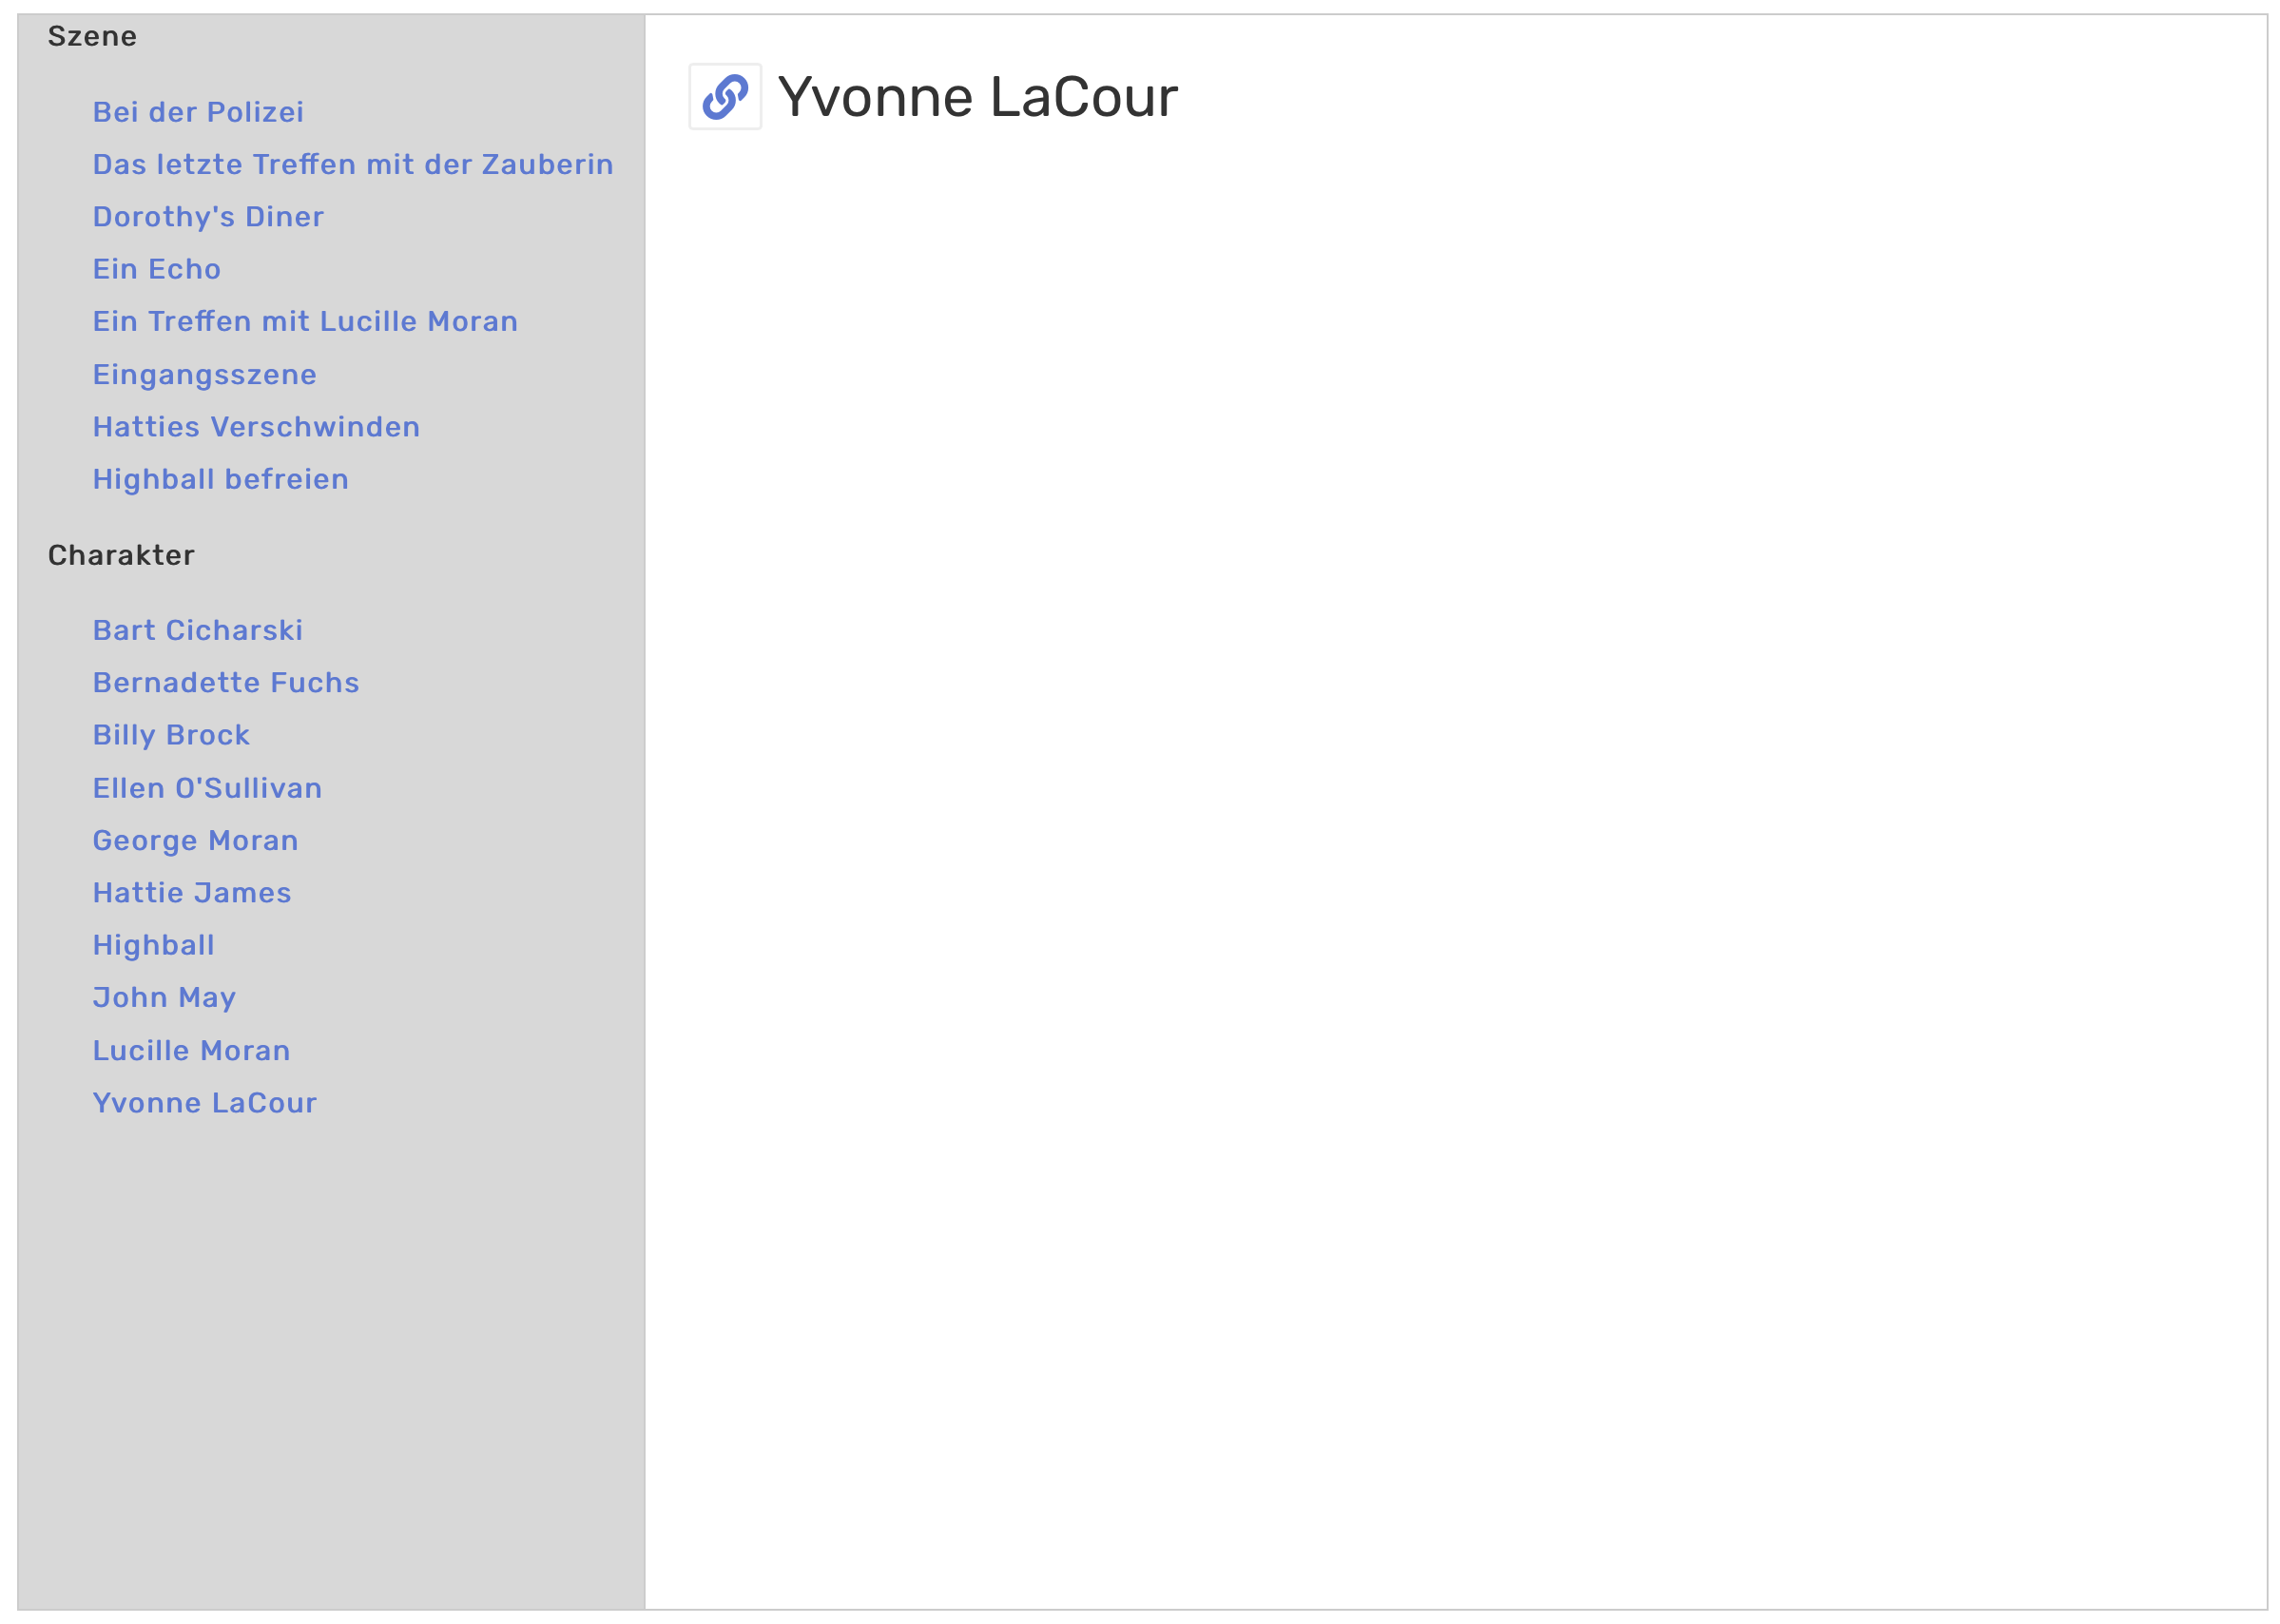 Szene
Bei der Polizei
Das letzte Treffen mit der Zauberin
Dorothy's Diner
Ein Echo
Ein Treffen mit Lucille Moran
Eingangsszene
Hatties Verschwinden
Highball befreien
Charakter
Bart Cicharski
Bernadette Fuchs
Billy Brock
Ellen O'Sullivan
George Moran
Hattie James
Highball
John May
Lucille Moran
Yvonne LaCour
Yvonne LaCour